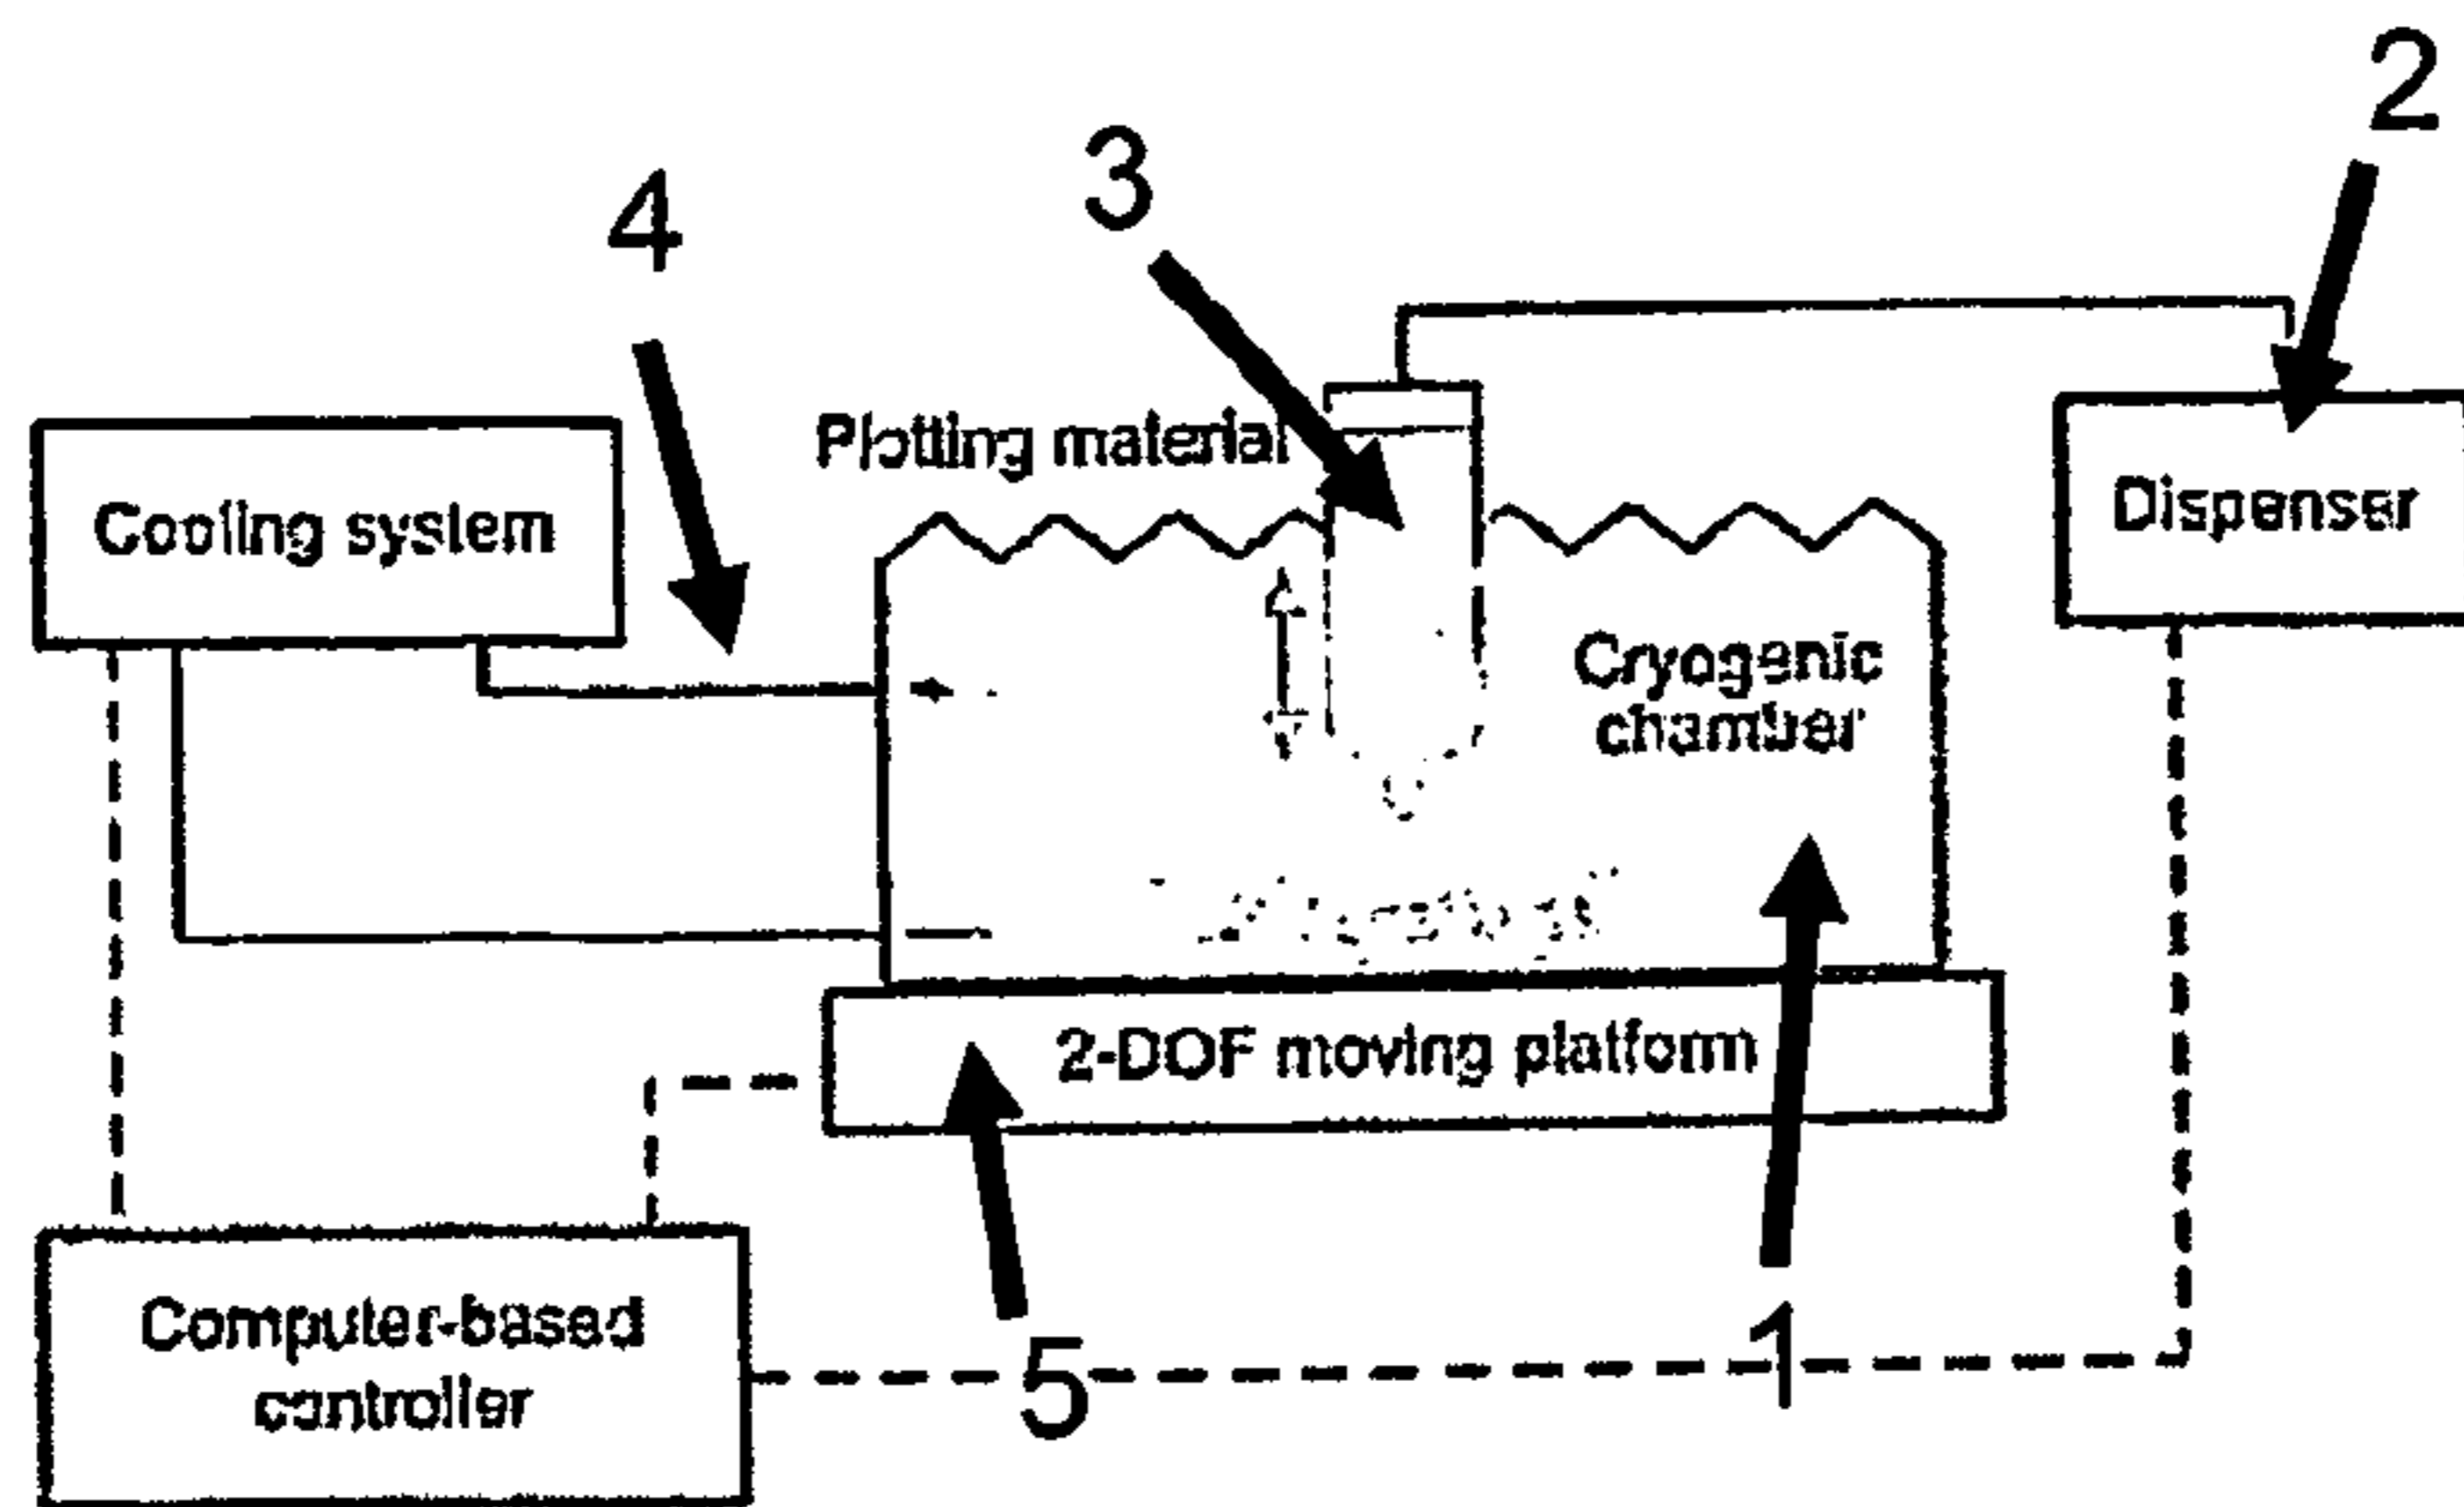 2
3
4
Plotting material
Cooling system
Dispenser
Cryogenic
chamber
2-DOF moving platform
Computer-based
controller
5
1